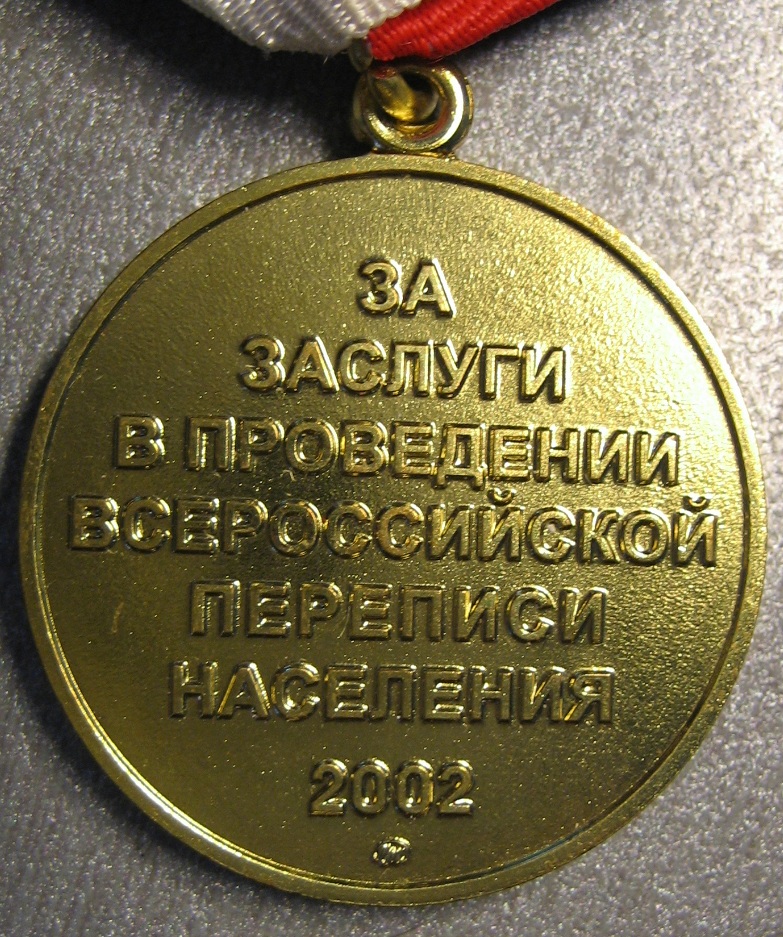 ЗА
ЗАСЛУГИ
В ПРОВЕДЕНИИ
ВСЕРОССИЙСКОЙ
ПЕРЕПИСИ
НАСЕЛЕНИЯ
2002